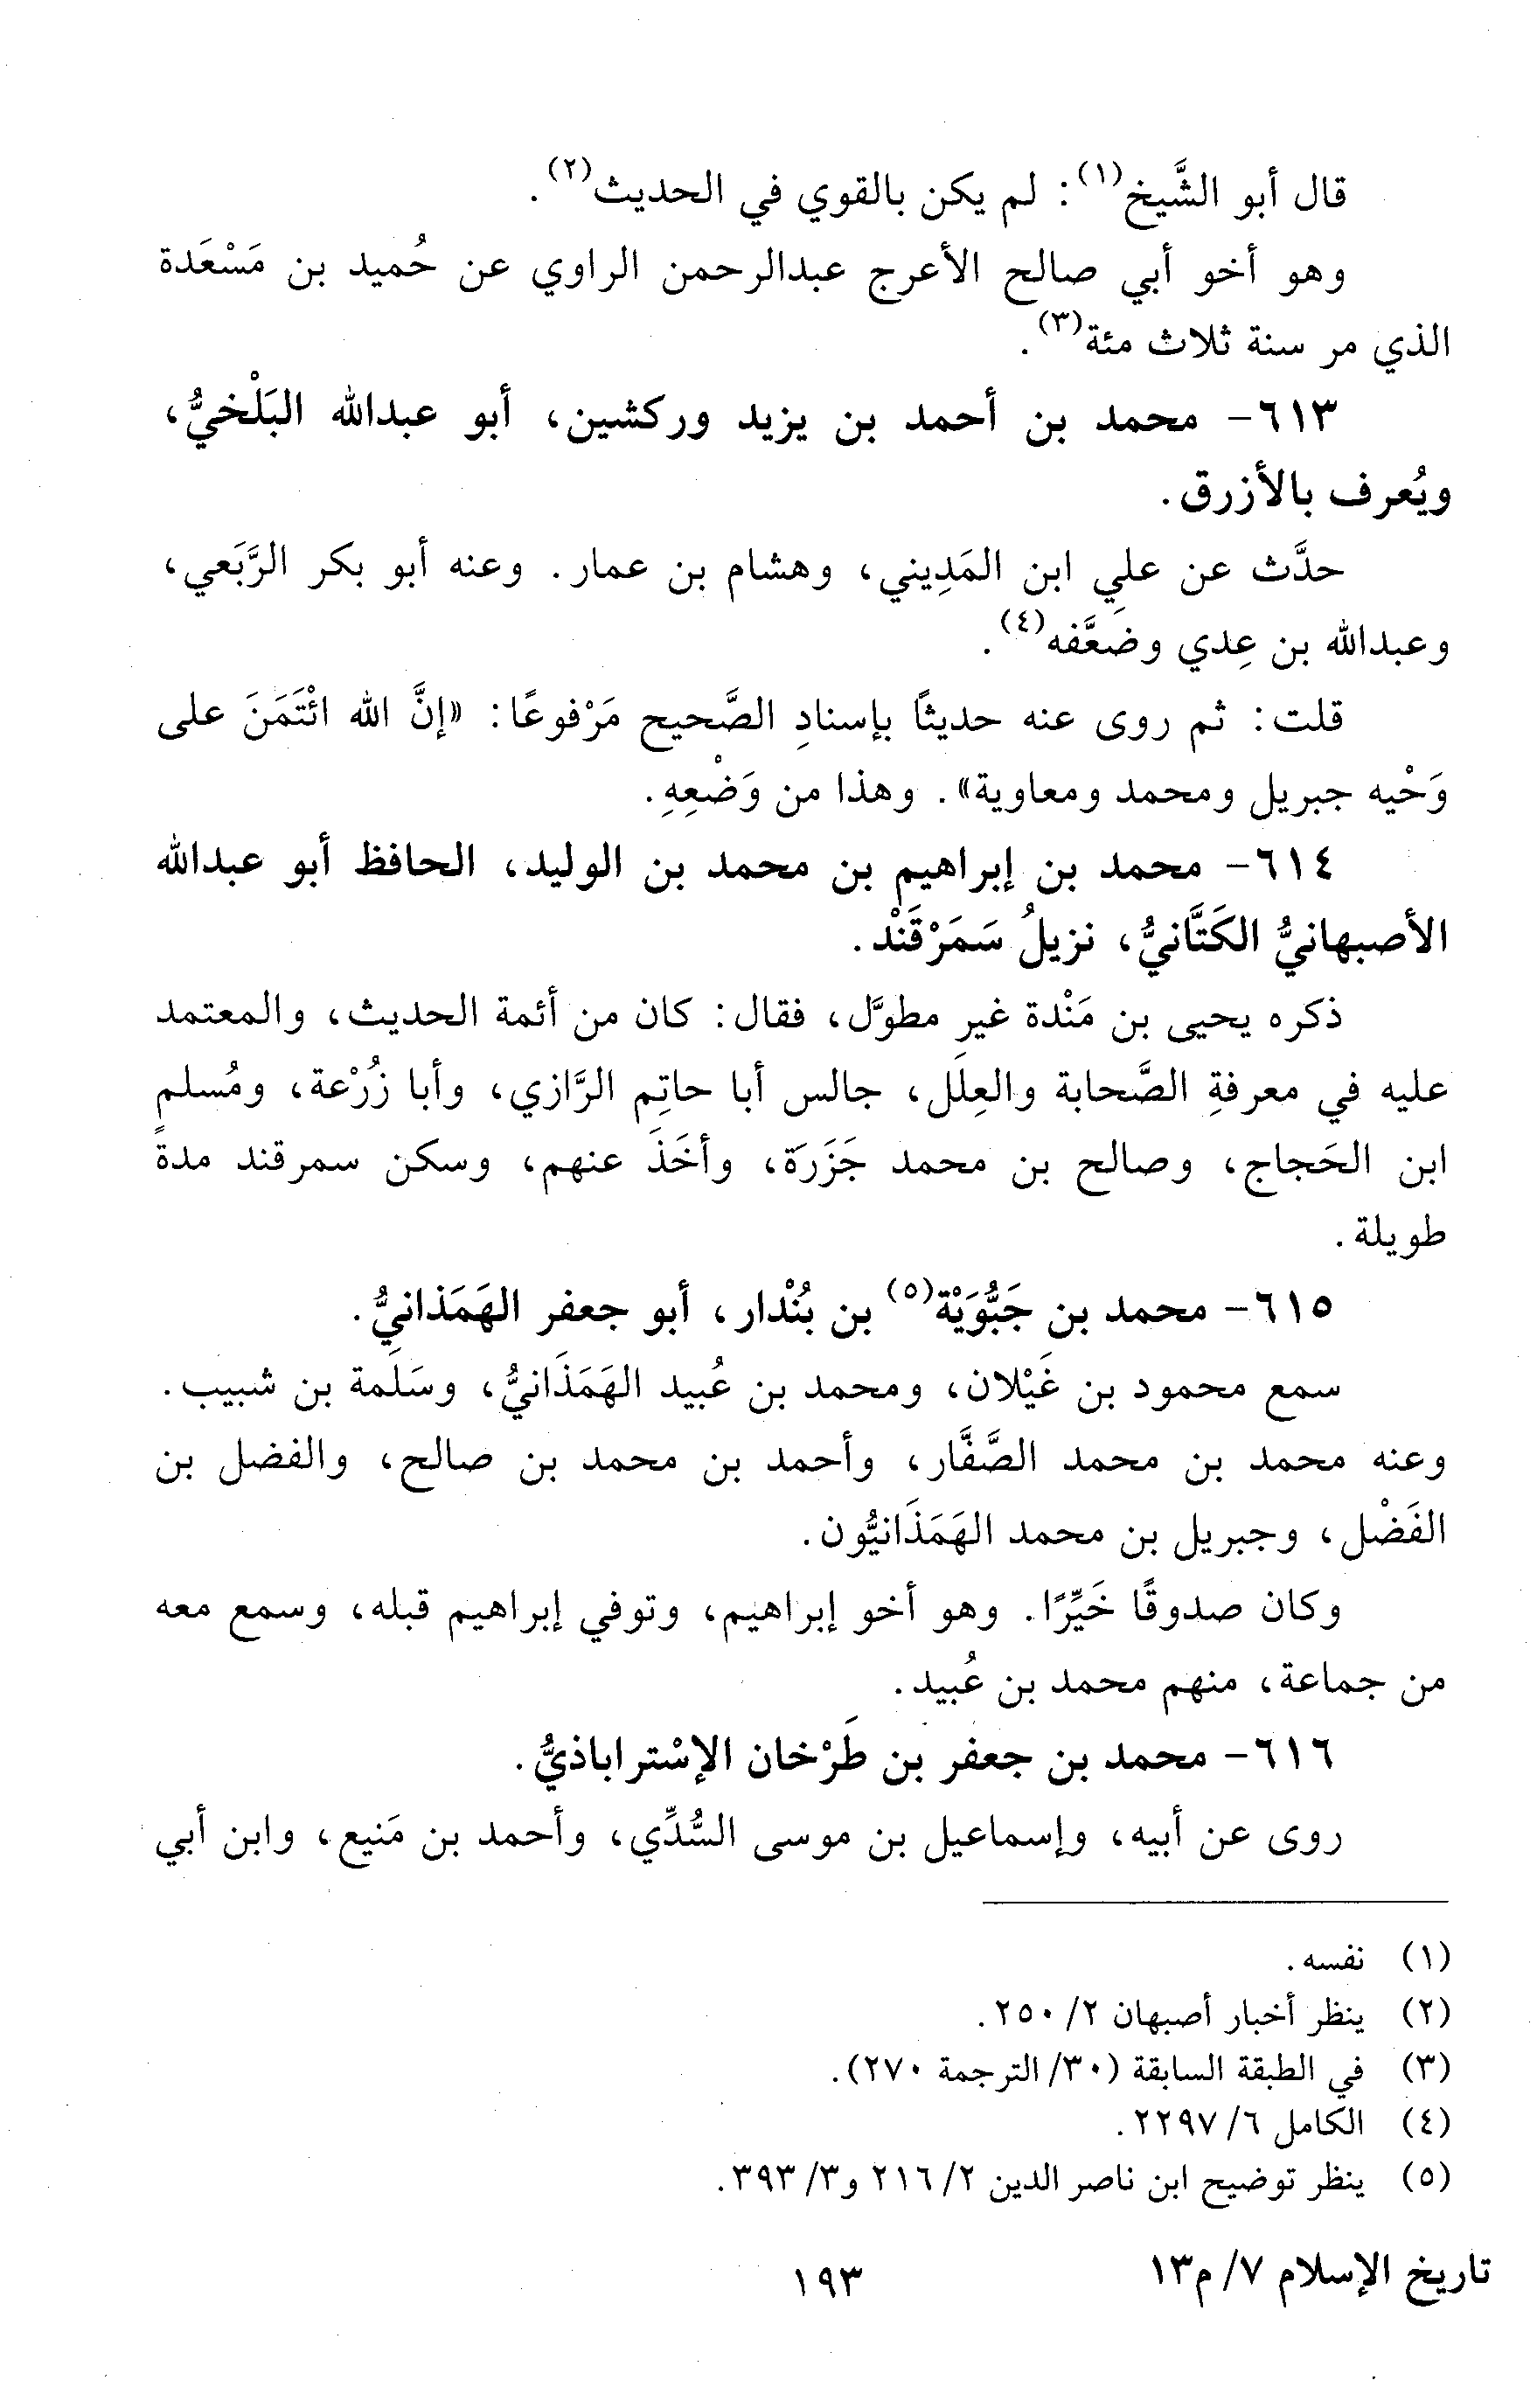 قال أبو الشَّيخ(١): لم يكن بالقوي في الحديث(٢).
وهو أخو أبي صالح الأعرج عبدالرحمن الراوي عن حُميد بن مَسْعَدة
الذي مر سنة ثلاث مئة(٣).
٦١٣- محمد بن أحمد بن يزيد وركشين، أبو عبدالله البَلْخيُّ،
ويُعرف بالأزرق.
حدَّث عن علي ابن المَدِيني، وهشام بن عمار. وعنه أبو بكر الرَّبَعي،
وعبدالله بن عِدي وضَعَّفه(٤).
قلت: ثم روى عنه حديثاً بإسنادِ الصَّحيح مَرْفوعًا: «إنَّ الله ائْتَمَنَ على
وَحْيه جبريل ومحمد ومعاوية». وهذا من وَضْعِهِ.
٦١٤- محمد بن إبراهيم بن محمد بن الوليد، الحافظ أبو عبدالله
الأصبهانيُّ الكَتَّانيُّ، نزيلُ سَمَرْقَنْد.
ذكره يحيى بن مَنْدة غير مطوَّل، فقال: كان من أئمة الحديث، والمعتمد
عليه في معرفةِ الصَّحابة والعِلَل، جالس أبا حاتِم الرَّازي، وأبا زُرْعة، ومُسلم
ابن الحَجاج، وصالح بن محمد جَزَرَة، وأخَذَ عنهم، وسكن سمرقند مدةً
طويلة.
٦١٥- محمد بن جَبُّوَيْة(٥) بن بُنْدار، أبو جعفر الهَمَذانيُّ.
سمع محمود بن غَيْلان، ومحمد بن عُبيد الهَمَذَانيُّ، وسَلَمة بن شبيب.
وعنه محمد بن محمد الصَّفَّار، وأحمد بن محمد بن صالح، والفضل بن
الفَضْل، وجبريل بن محمد الهَمَذَانيُّون.
وكان صدوقًا خَيِّرًا. وهو أخو إبراهيم، وتوفي إبراهيم قبله، وسمع معه
من جماعة، منهم محمد بن عُبيد.
٦١٦- محمد بن جعفر بن طَرْخان الإسْتراباذيُّ.
روى عن أبيه، وإسماعيل بن موسى السُّدِّي، وأحمد بن مَنيع، وابن أبي
(١) نفسه.
(٢) ينظر أخبار أصبهان ٢/ ٢٥٠.
(٣) في الطبقة السابقة (٣٠/ الترجمة ٢٧٠).
(٤) الكامل ٦/ ٢٢٩٧.
(٥) ينظر توضيح ابن ناصر الدين ٢/ ٢١٦ و٣/ ٣٩٣.
تاريخ الإسلام ٧/ م١٣
١٩٣